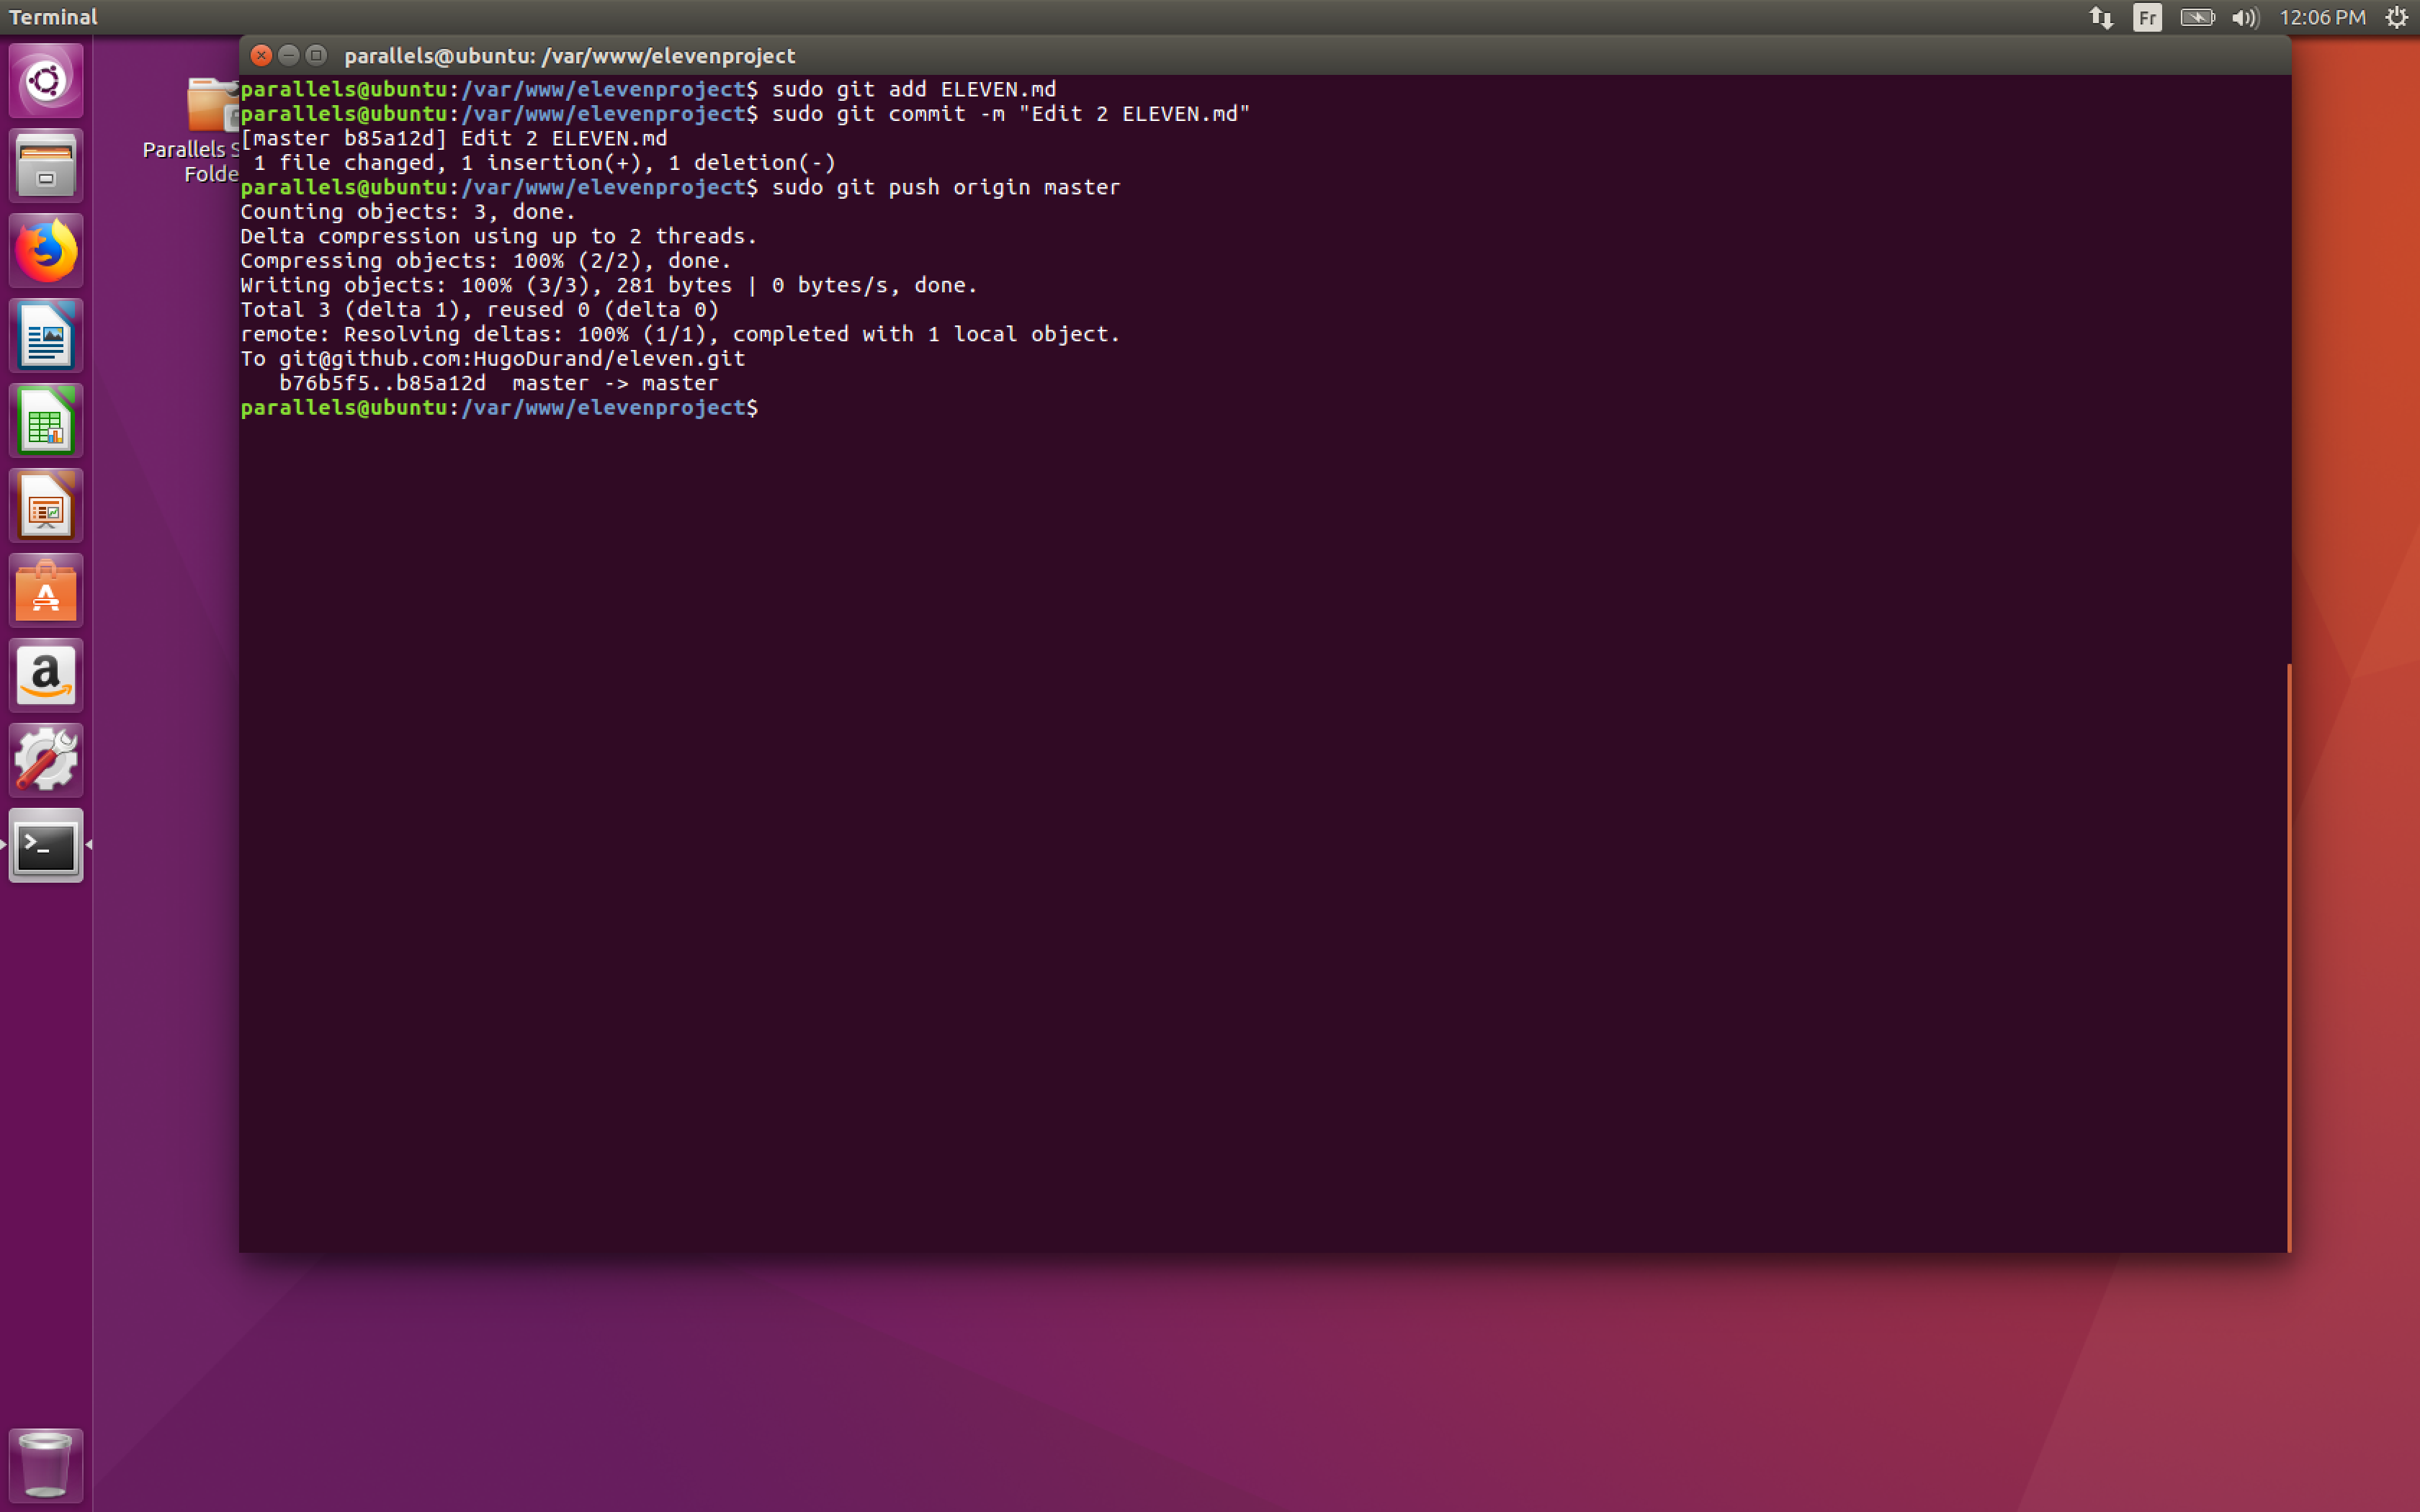 Terminal
Fr
12:06 PM
parallels@ubuntu: /var/www/elevenproject
Parallels S
Folde
parallels@ubuntu:/var/www/elevenproject$ sudo git add ELEVEN.md
parallels@ubuntu:/var/www/elevenproject$ sudo git commit -m "Edit 2 ELEVEN.md"
[master b85a12d] Edit 2 ELEVEN.md
 1 file changed, 1 insertion(+), 1 deletion(-)
parallels@ubuntu:/var/www/elevenproject$ sudo git push origin master
Counting objects: 3, done.
Delta compression using up to 2 threads.
Compressing objects: 100% (2/2), done.
Writing objects: 100% (3/3), 281 bytes | 0 bytes/s, done.
Total 3 (delta 1), reused 0 (delta 0)
remote: Resolving deltas: 100% (1/1), completed with 1 local object.
To git@github.com:HugoDurand/eleven.git
   b76b5f5..b85a12d  master -> master
parallels@ubuntu:/var/www/elevenproject$